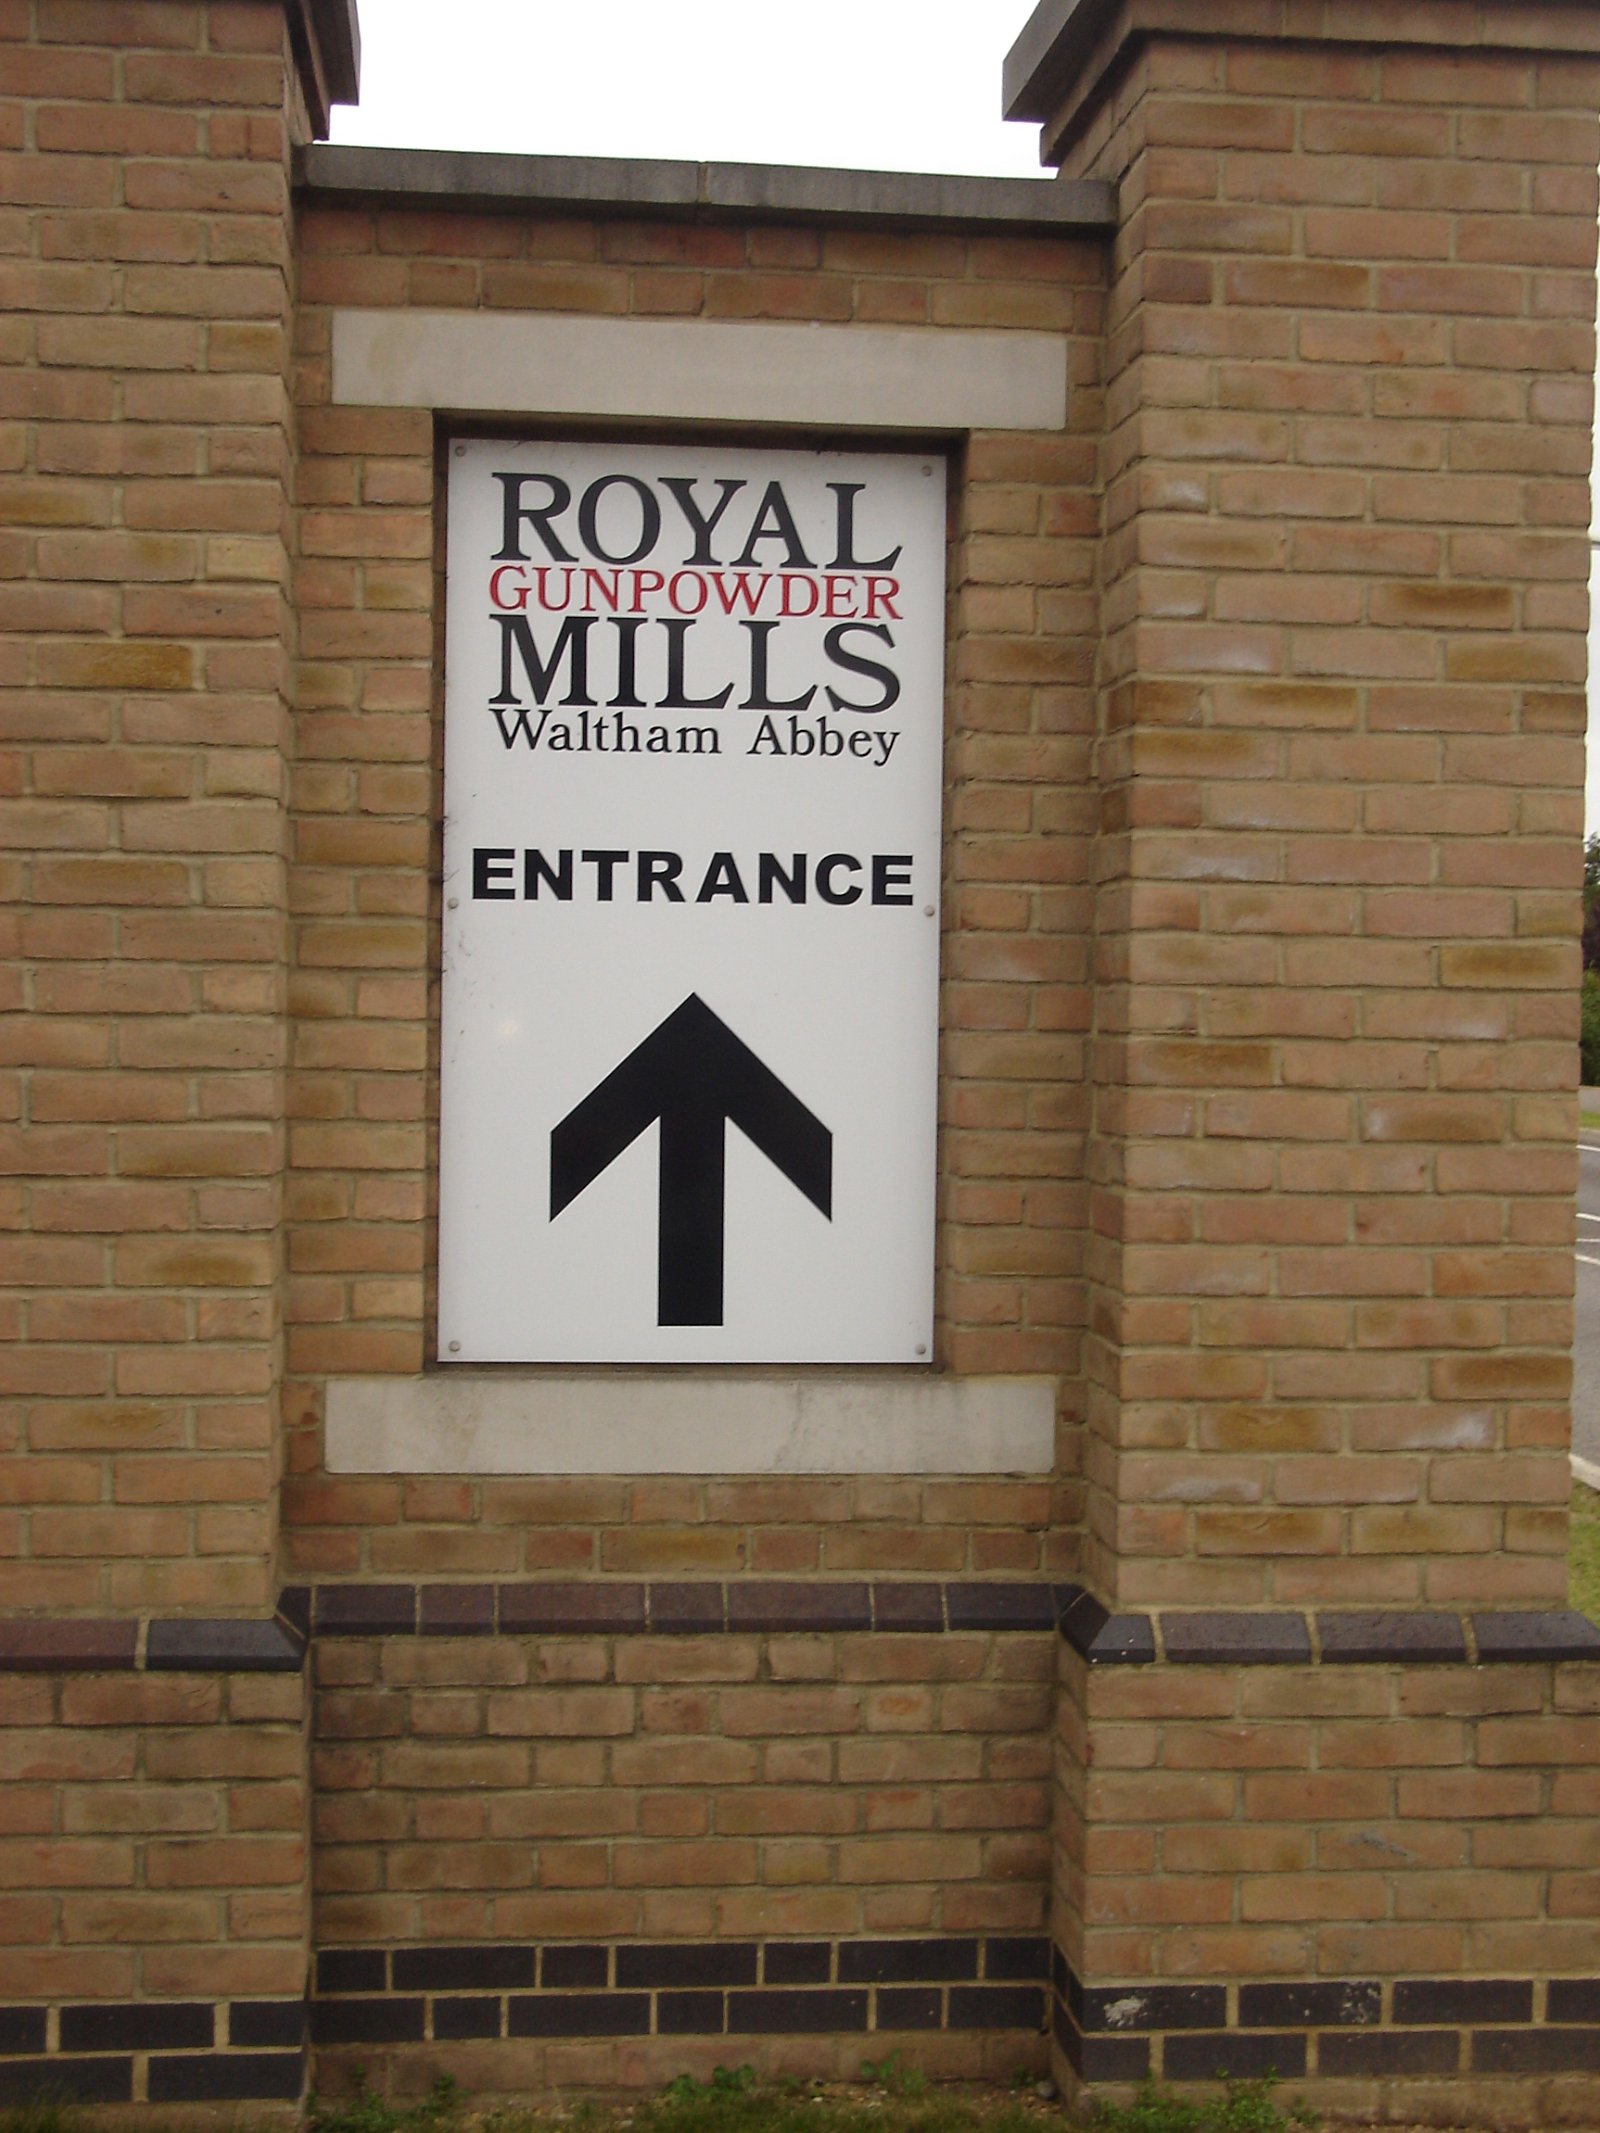 ROYAL
GUNPOWDER
MILLS
Waltham Abbey
ENTRANCE